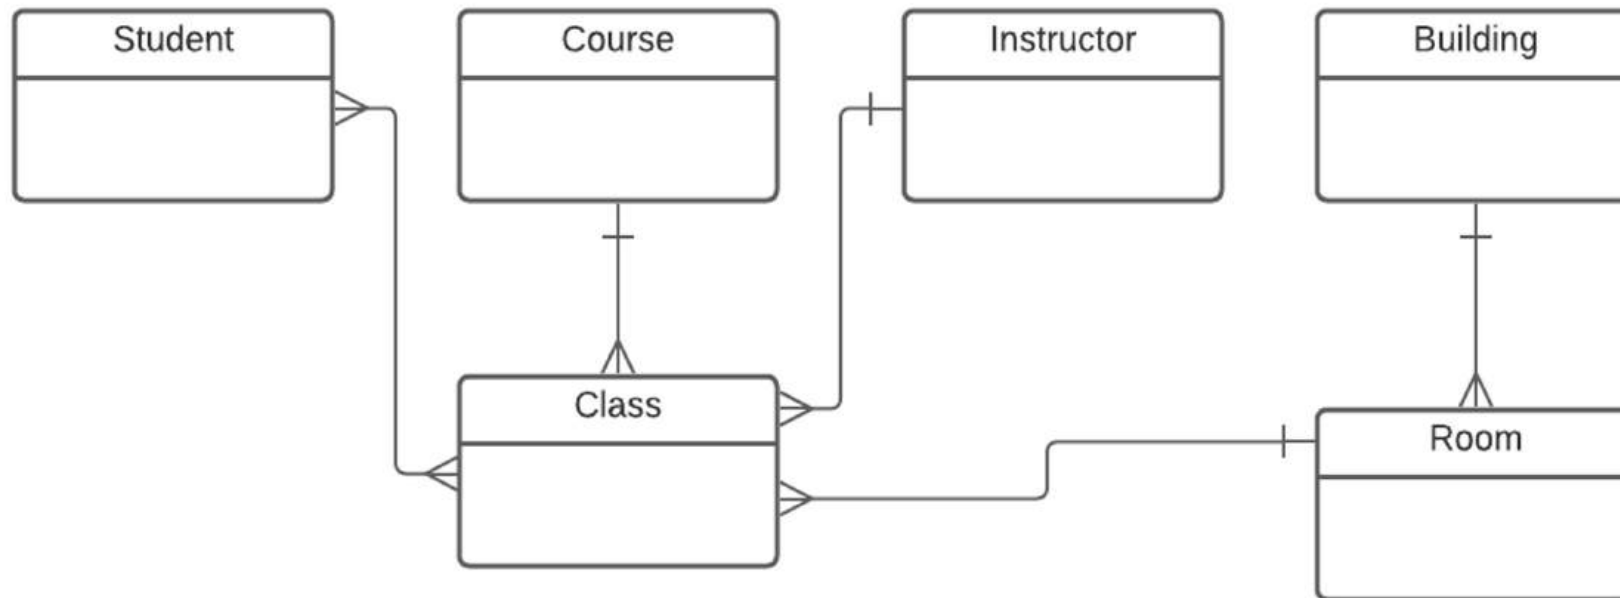 Student
Course
Instructor
Building
Class
Room